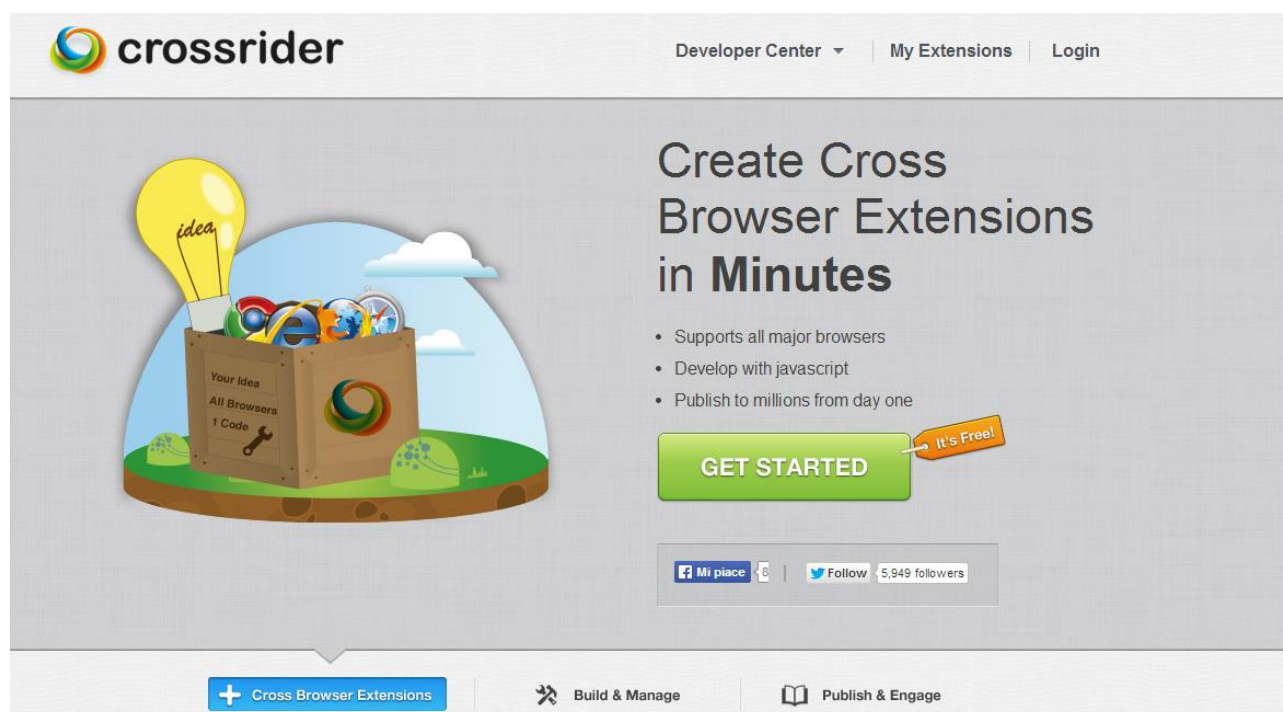 crossrider
Developer Center
My Extensions
Login
idea
Your Idea
All Browsers
1 Code
Create Cross
Browser Extensions
in Minutes
Supports all major browsers
Develop with javascript
Publish to millions from day one
GET STARTED
It's Free!
Mi piace 8
Follow 5,949 followers
Cross Browser Extensions
Build & Manage
Publish & Engage